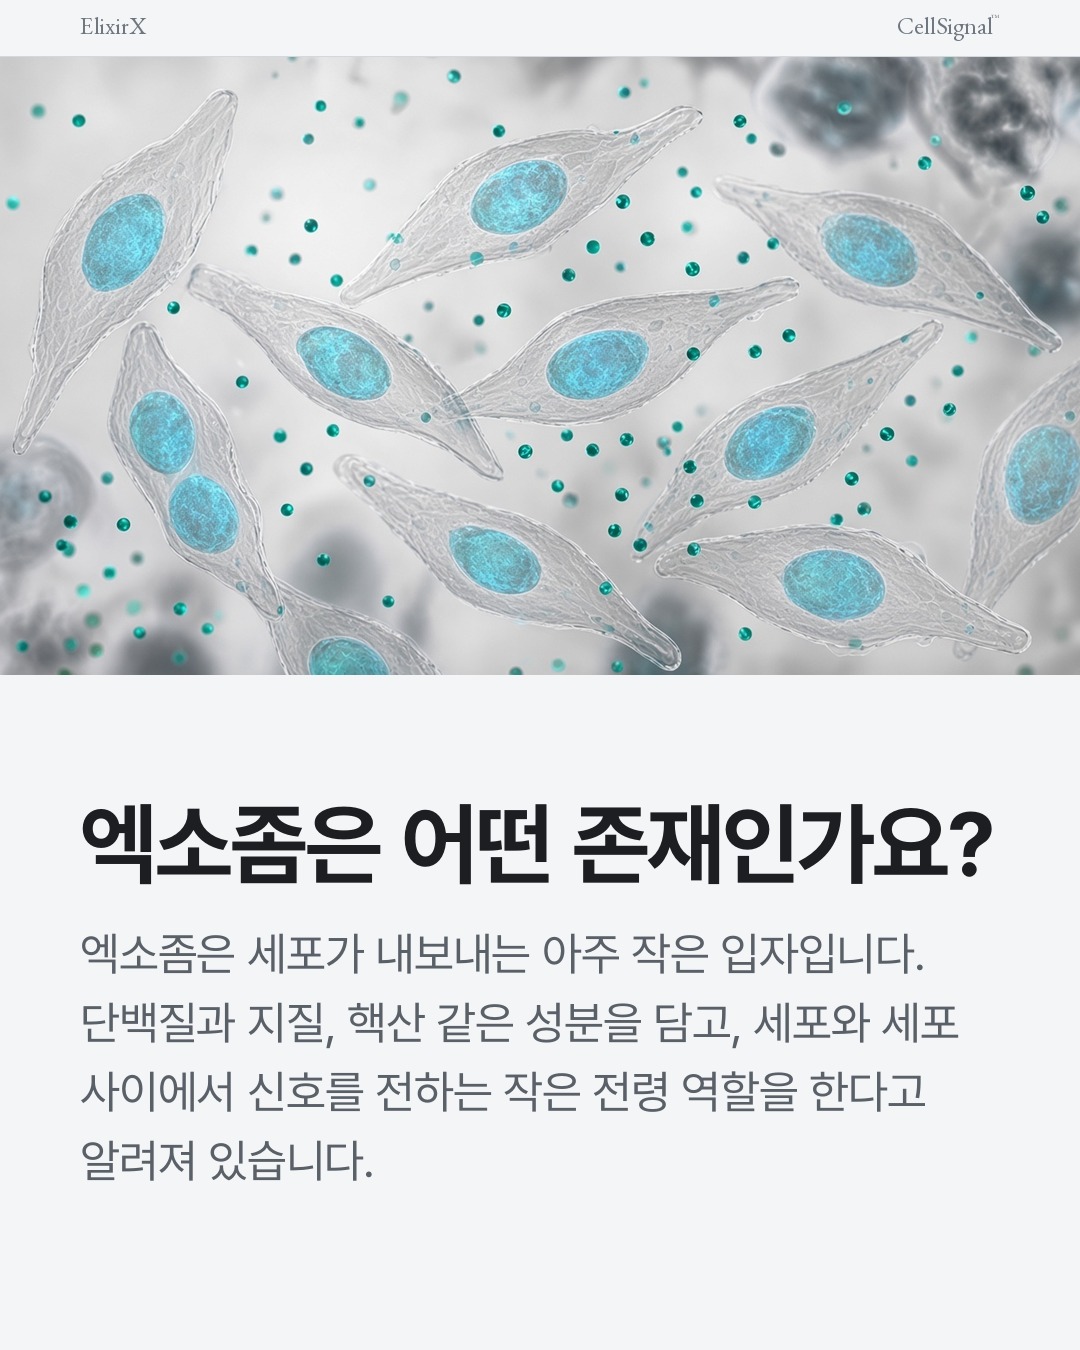 ElixirX
CellSignal™
엑소좀은 어떤 존재인가요?
엑소좀은 세포가 내보내는 아주 작은 입자입니다.
단백질과 지질, 핵산 같은 성분을 담고, 세포와 세포
사이에서 신호를 전하는 작은 전령 역할을 한다고
알려져 있습니다.